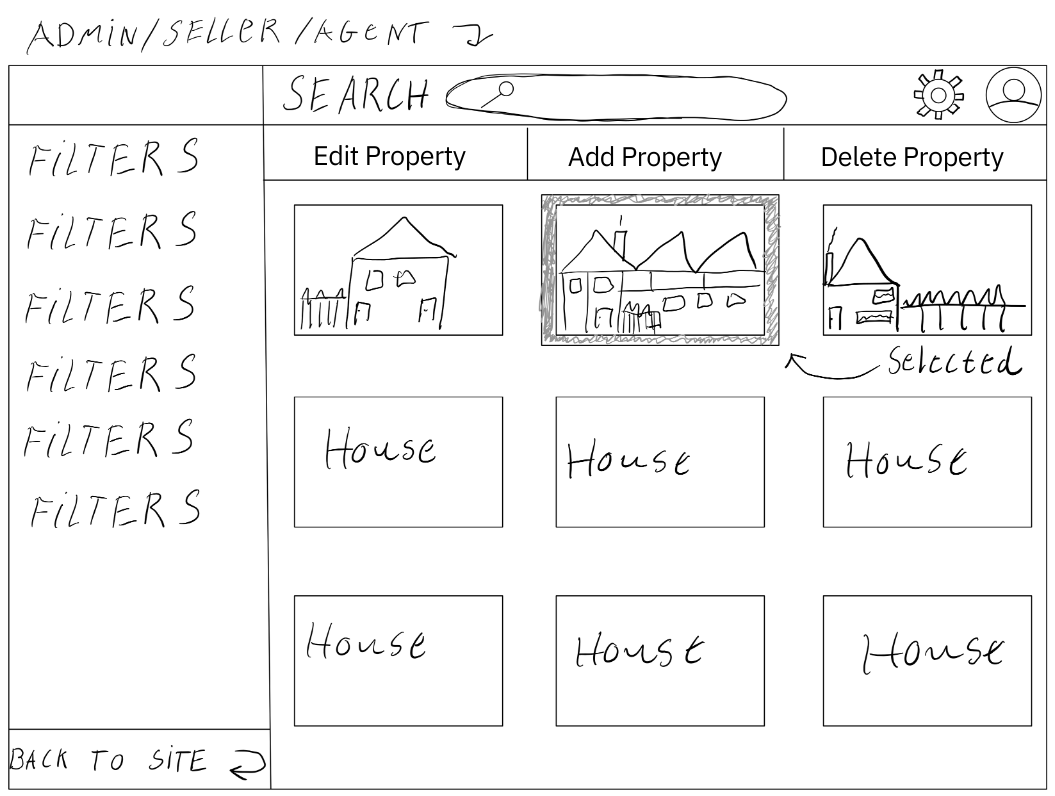 ADMIN/SELLER/AGENT
SEARCH
FiLTERS
FiLTERS
FiLTERS
FiLTERS
FiLTERS
FiLTERS
BACK TO SITE
Edit Property Add Property Delete Property
Selected
House House House
House House House